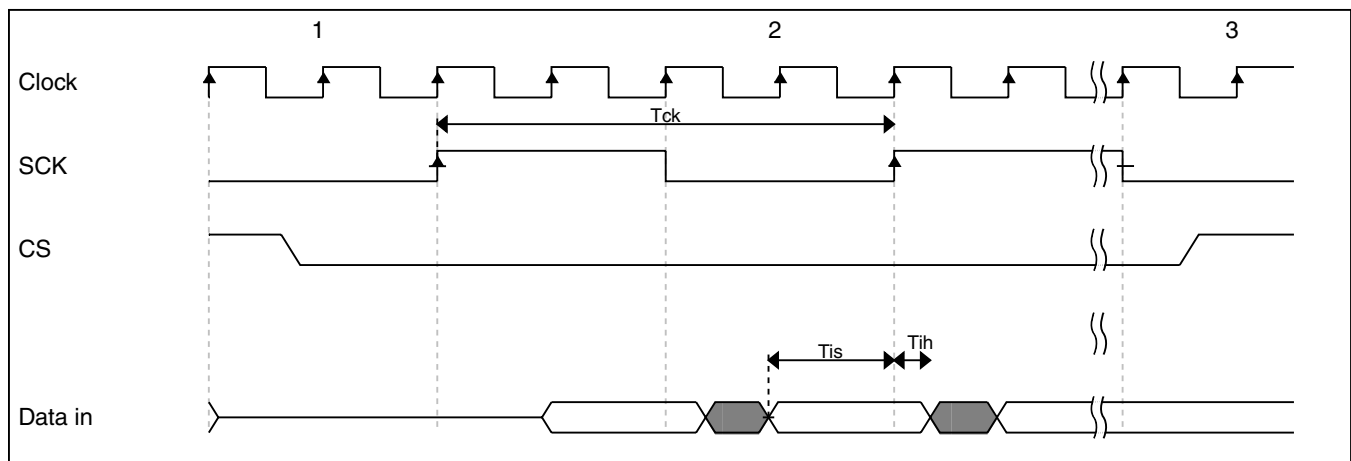 1 2 3
Clock
Tck
SCK
CS
Tis Tih
Data in